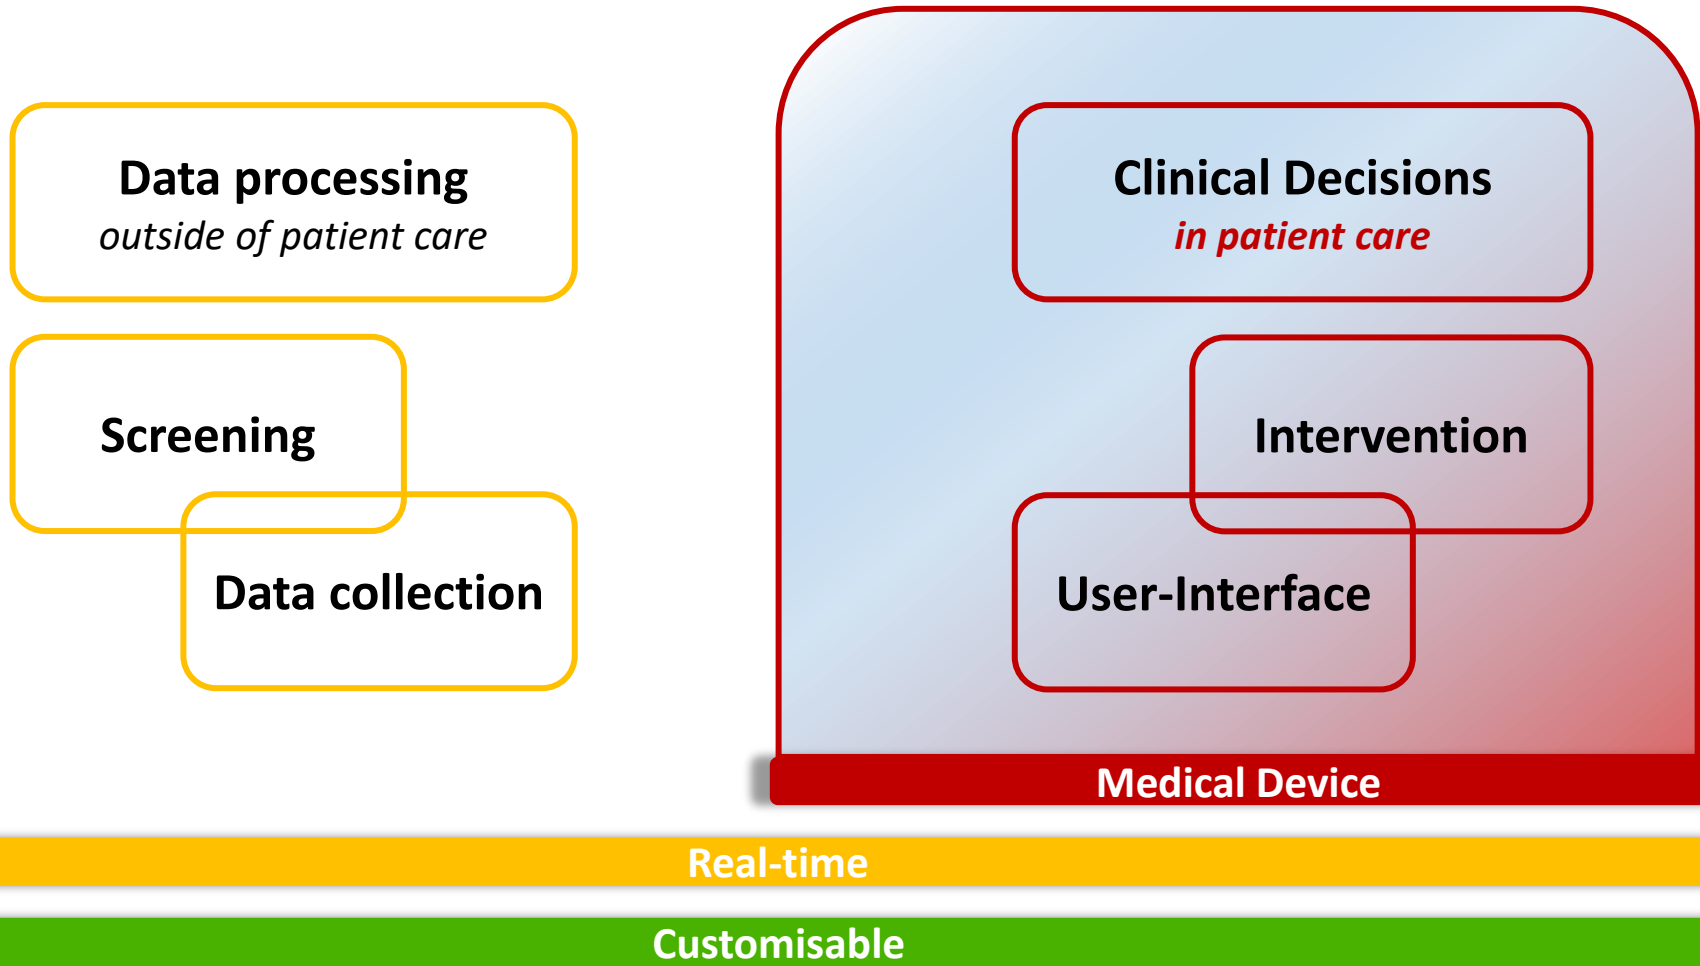 Data processing
outside of patient care
Screening
Data collection
Clinical Decisions
in patient care
Intervention
User-Interface
Medical Device
Real-time
Customisable